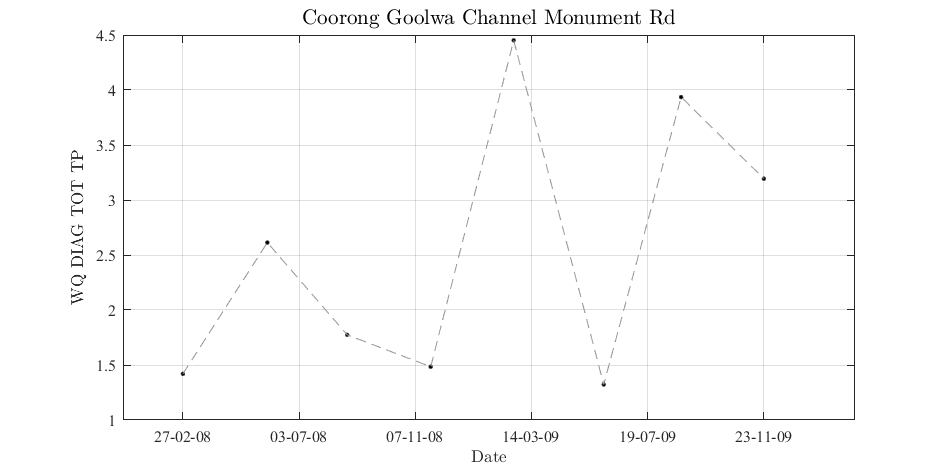 Coorong Goolwa Channel Monument Rd
WQ DIAG TOT TP
4.5
4
3.5
3
2.5
2
1.5
1
27-02-08 03-07-08 07-11-08 14-03-09 19-07-09 23-11-09
Date